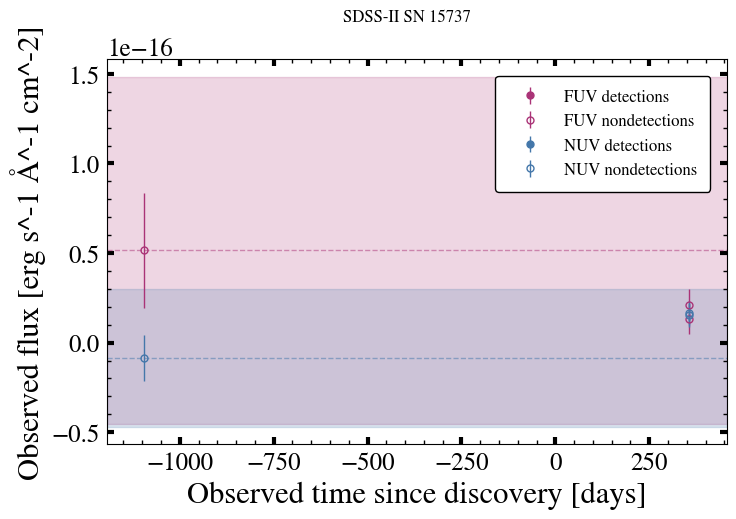 SDSS-II SN 15737
1e−16
1.5
1.0
0.5
0.0
−0.5
Observed flux [erg s^-1 Å^-1 cm^-2]
FUV detections
FUV nondetections
NUV detections
NUV nondetections
−1000 −750 −500 −250 0 250
Observed time since discovery [days]